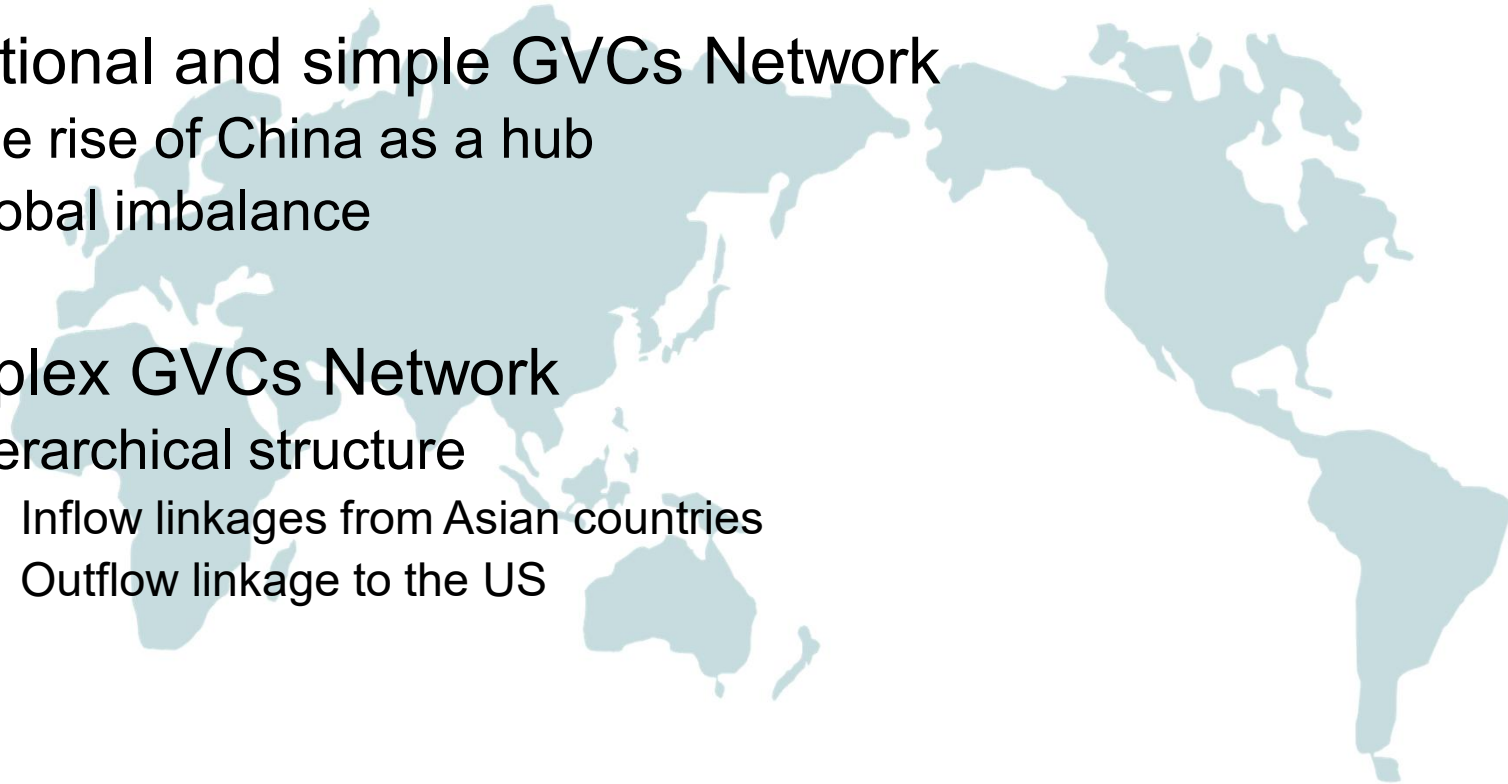 tional and simple GVCs Network
e rise of China as a hub
obal imbalance
plex GVCs Network
erarchical structure
Inflow linkages from Asian countries
Outflow linkage to the US